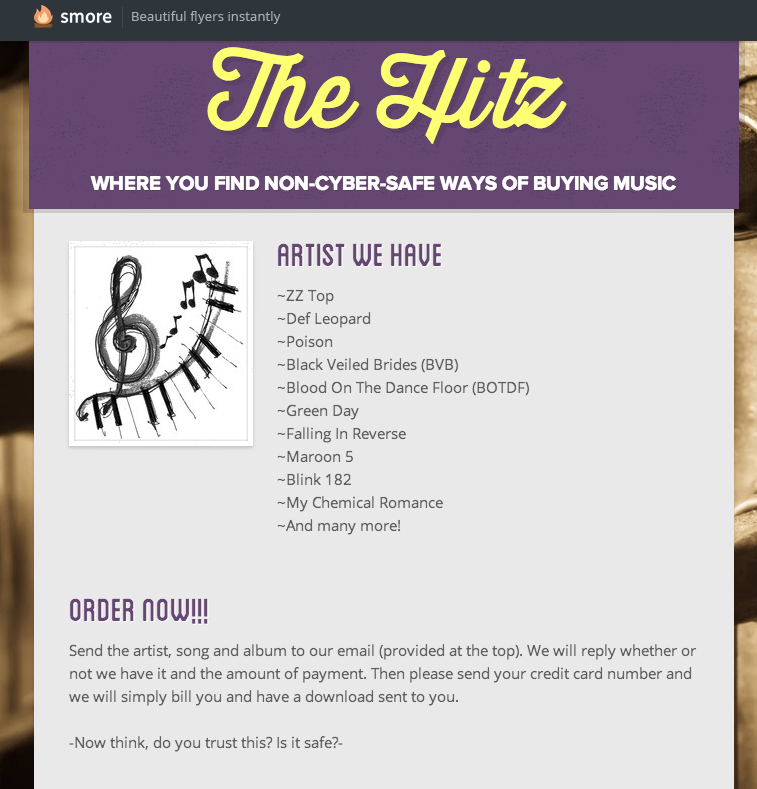 smore
Beautiful flyers instantly
The Hitz
WHERE YOU FIND NON-CYBER-SAFE WAYS OF BUYING MUSIC
ARTIST WE HAVE
~ZZ Top
~Def Leopard
~Poison
~Black Veiled Brides (BVB)
~Blood On The Dance Floor (BOTDF)
~Green Day
~Falling In Reverse
~Maroon 5
~Blink 182
~My Chemical Romance
~And many more!
ORDER NOW!!!
Send the artist, song and album to our email (provided at the top). We will reply whether or
not we have it and the amount of payment. Then please send your credit card number and
we will simply bill you and have a download sent to you.
-Now think, do you trust this? Is it safe?-